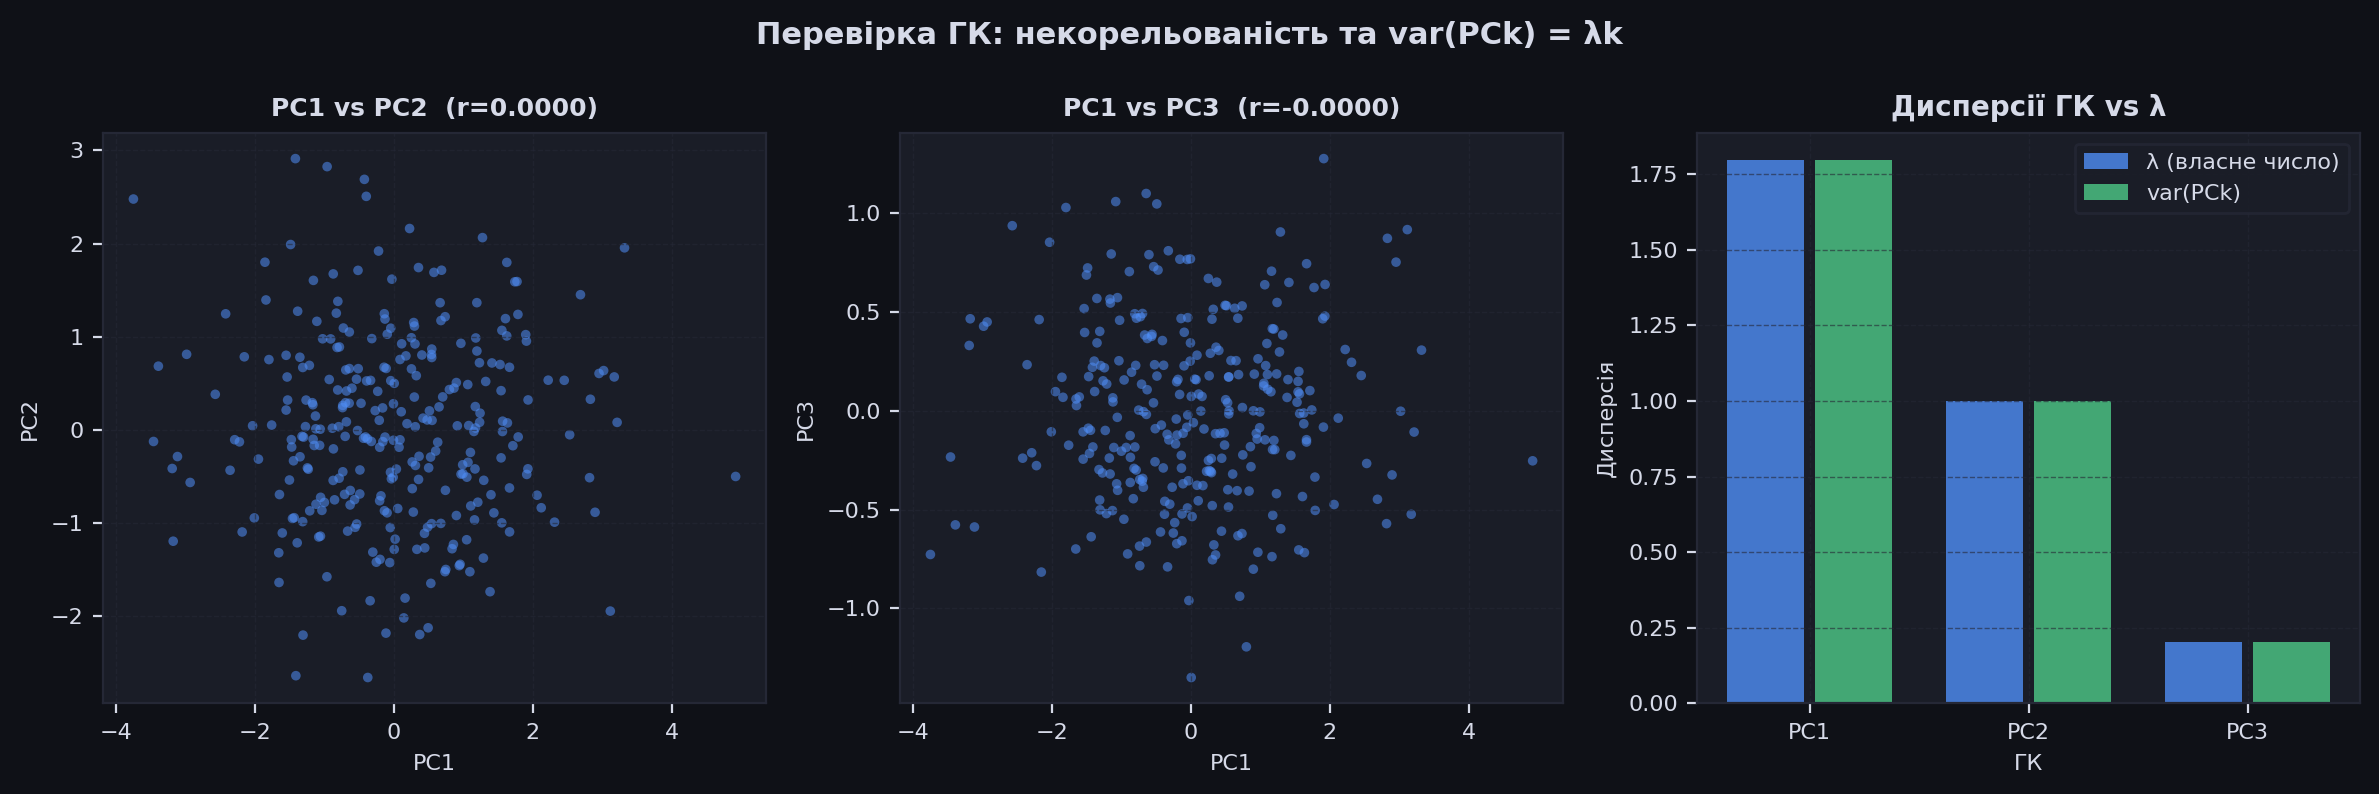 Перевірка ГК: некорельованість та var(PCk) = λk
PC1 vs PC2  (r=0.0000)
3
2
1
0
−1
−2
PC2
−4
−2
0
2
4
PC1
PC1 vs PC3  (r=-0.0000)
1.0
0.5
0.0
−0.5
−1.0
PC3
−4
−2
0
2
4
PC1
Дисперсії ГК vs λ
λ (власне число)
var(PCk)
1.75
1.50
1.25
1.00
0.75
0.50
0.25
0.00
Дисперсія
PC1
PC2
PC3
ГК